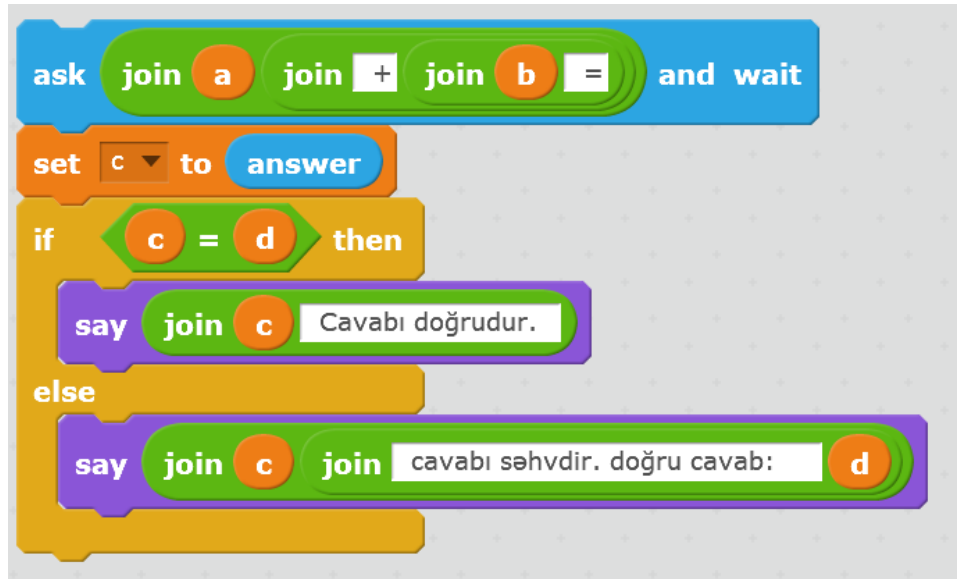 ask join a join + join b = and wait
set c to answer
if c = d then
say join c Cavabı doğrudur.
else
say join c join cavabı səhvdir. doğru cavab: d